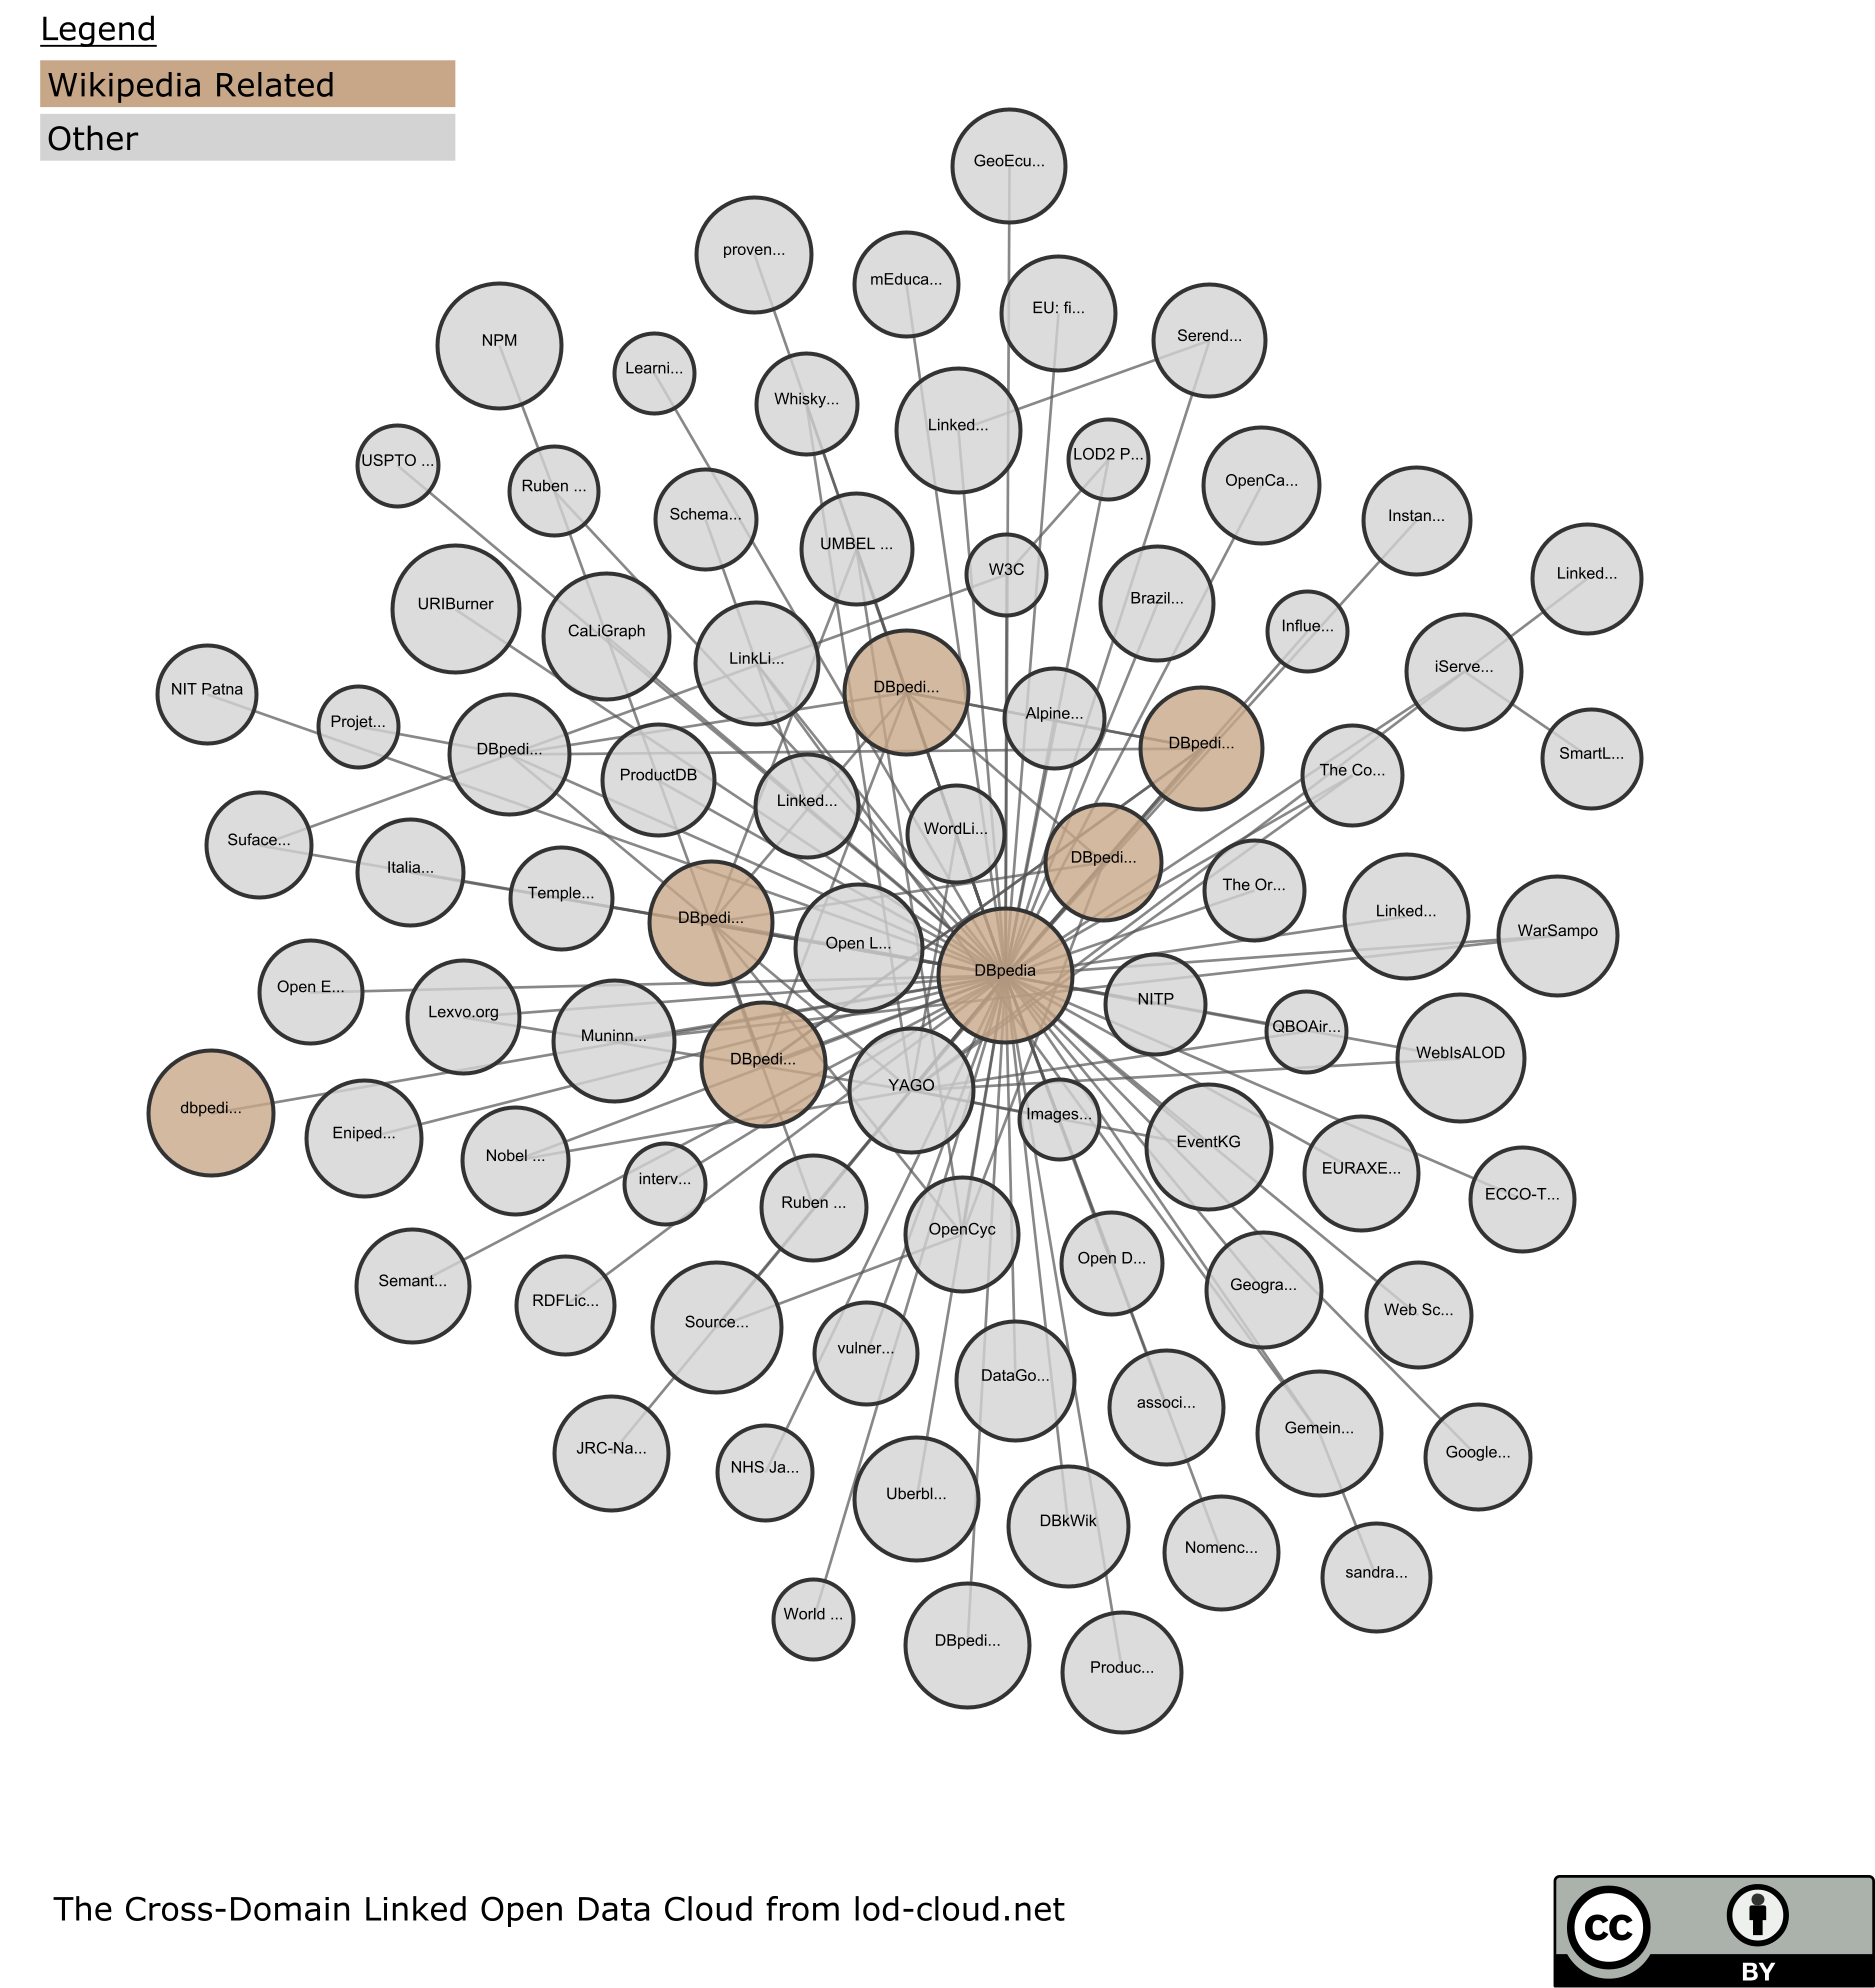 Legend
Wikipedia Related
Other
GeoEcu...
proven...
mEduca...
EU: fi...
Serend...
NPM
Learni...
Whisky...
Linked...
LOD2 P...
USPTO ...
Ruben ...
OpenCa...
Schema...
Instan...
UMBEL ...
W3C
Linked...
URIBurner
CaLiGraph
Brazil...
Influe...
LinkLi...
iServe...
NIT Patna
DBpedi...
Alpine...
Projet...
DBpedi...
DBpedi...
SmartL...
ProductDB
The Co...
Linked...
WordLi...
Suface...
Italia...
DBpedi...
Temple...
The Or...
Linked...
DBpedi...
WarSampo
Open L...
DBpedia
Open E...
NITP
Lexvo.org
QBOAir...
Muninn...
WebIsALOD
DBpedi...
YAGO
dbpedi...
Images...
Eniped...
EventKG
Nobel ...
EURAXE...
interv...
ECCO-T...
Ruben ...
OpenCyc
Open D...
Semant...
Geogra...
RDFLic...
Web Sc...
Source...
vulner...
DataGo...
associ...
Gemein...
JRC-Na...
Google...
NHS Ja...
Uberbl...
DBkWik
Nomenc...
sandra...
World ...
DBpedi...
Produc...
The Cross-Domain Linked Open Data Cloud from lod-cloud.net
cc
BY